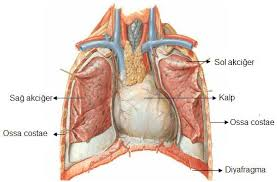 Sol akciğer
Sağ akciğer
Kalp
Ossa costae
Ossa costae
Diyafragma